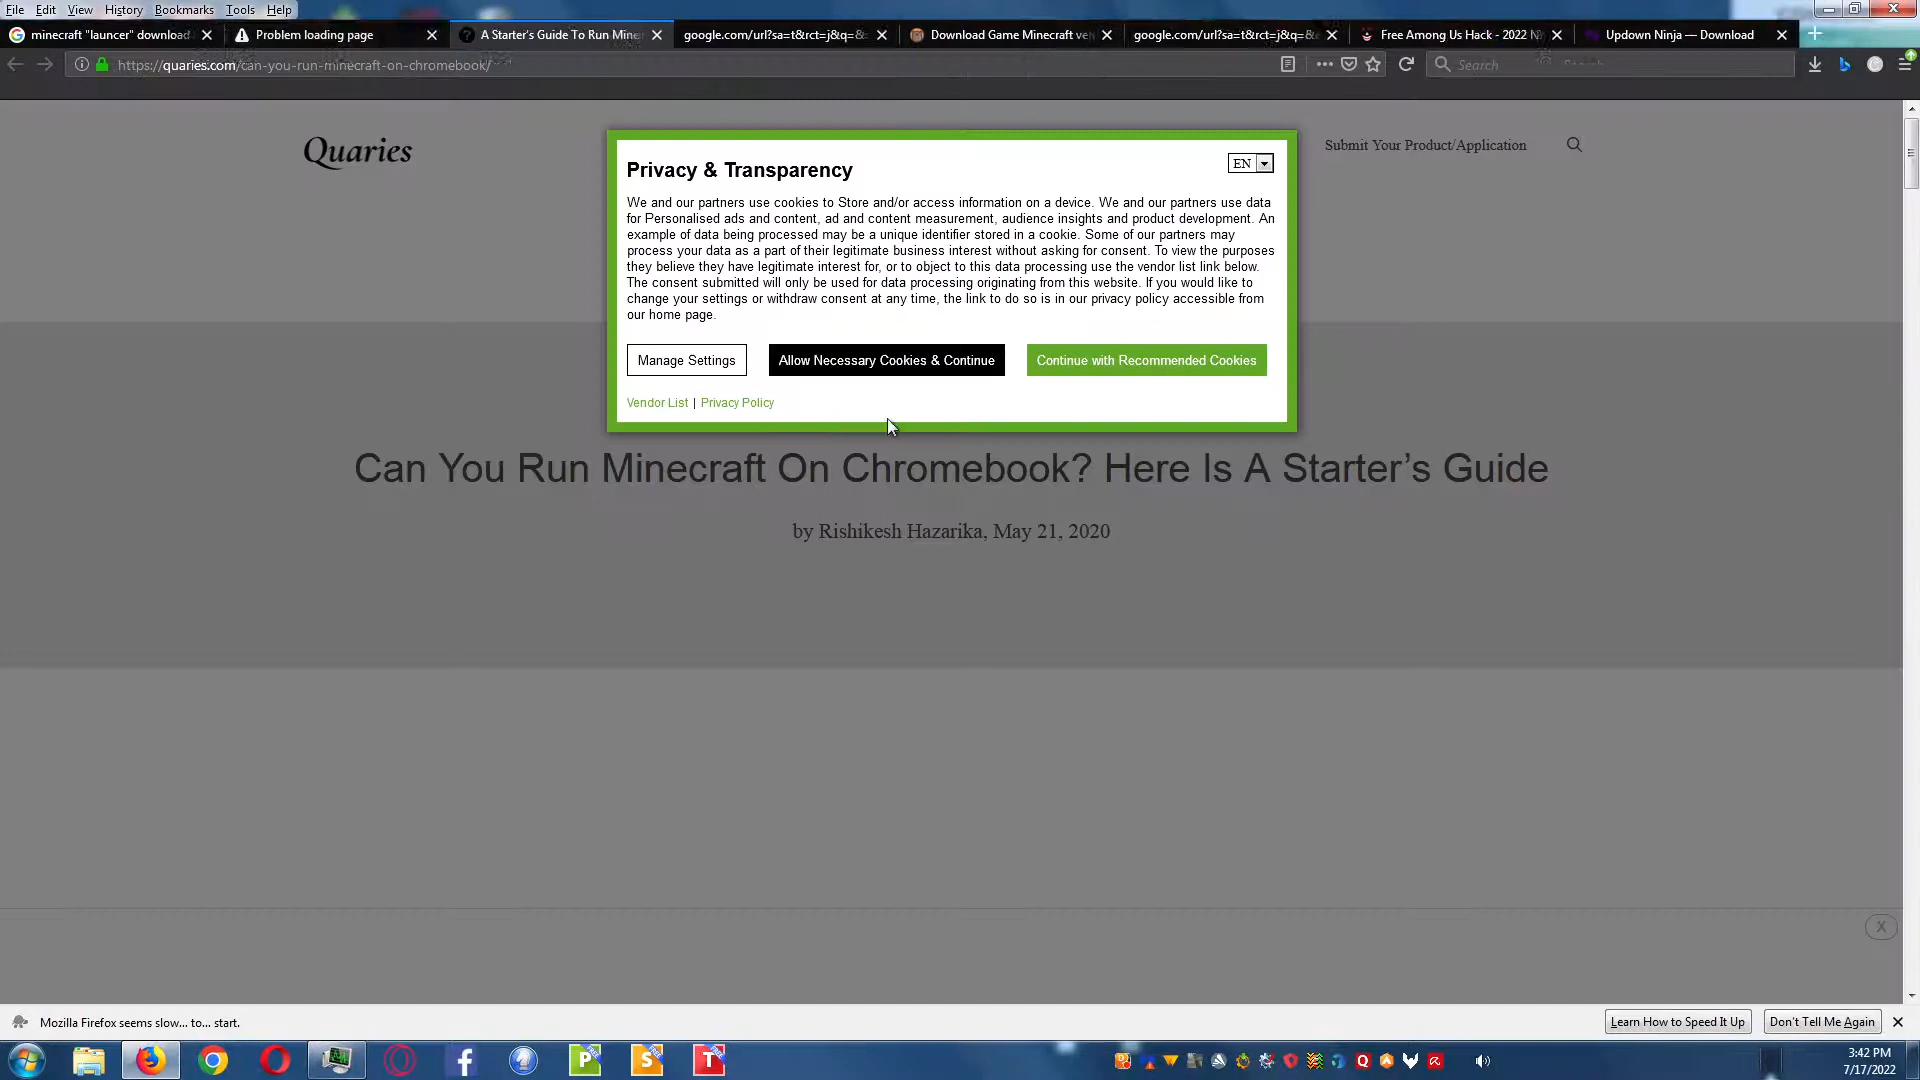 File Edit View History Bookmarks Tools Help
minecraft "launcer" download
Problem loading page
A Starter's Guide To Run Mine
google.com/url?sa=t&rct=j&q=&
Download Game Minecraft ve
google.com/url?sa=t&rct=j&q=&
Free Among Us Hack - 2022 N
Updown Ninja — Download
https://quaries.com/can-you-run-minecraft-on-chromebook/
Search
Quaries
Submit Your Product/Application
Privacy & Transparency
EN
We and our partners use cookies to Store and/or access information on a device. We and our partners use data
for Personalised ads and content, ad and content measurement, audience insights and product development. An
example of data being processed may be a unique identifier stored in a cookie. Some of our partners may
process your data as a part of their legitimate business interest without asking for consent. To view the purposes
they believe they have legitimate interest for, or to object to this data processing use the vendor list link below.
The consent submitted will only be used for data processing originating from this website. If you would like to
change your settings or withdraw consent at any time, the link to do so is in our privacy policy accessible from
our home page.
Manage Settings
Allow Necessary Cookies & Continue
Continue with Recommended Cookies
Vendor List | Privacy Policy
Can You Run Minecraft On Chromebook? Here Is A Starter's Guide
by Rishikesh Hazarika, May 21, 2020
X
Mozilla Firefox seems slow... to... start.
Learn How to Speed It Up
Don't Tell Me Again
3:42 PM
7/17/2022